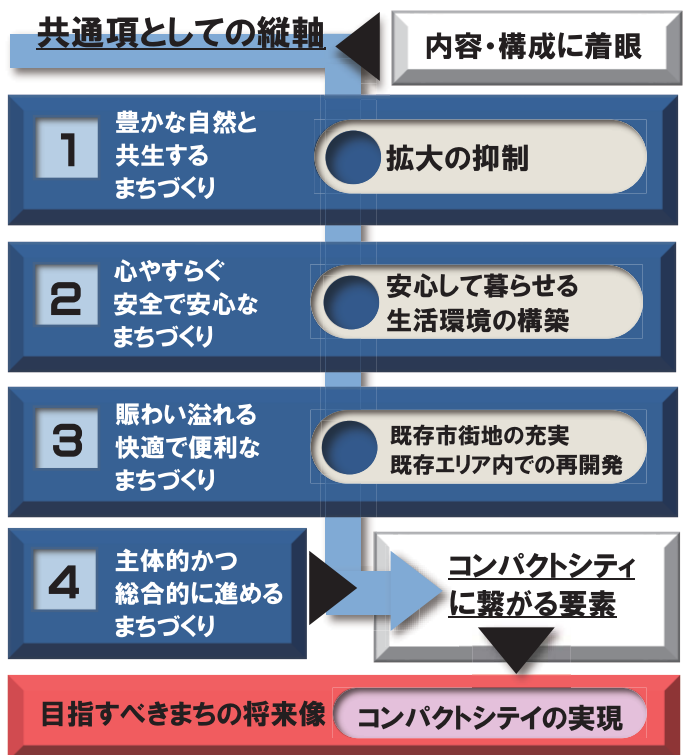 共通項としての縦軸
内容・構成に着眼
1
豊かな自然と
共生する
まちづくり
拡大の抑制
2
心やすらぐ
安全で安心な
まちづくり
安心して暮らせる
生活環境の構築
3
賑わい溢れる
快適で便利な
まちづくり
既存市街地の充実
既存エリア内での再開発
4
主体的かつ
総合的に進める
まちづくり
コンパクトシティ
に繋がる要素
目指すべきまちの将来像
コンパクトシテイの実現